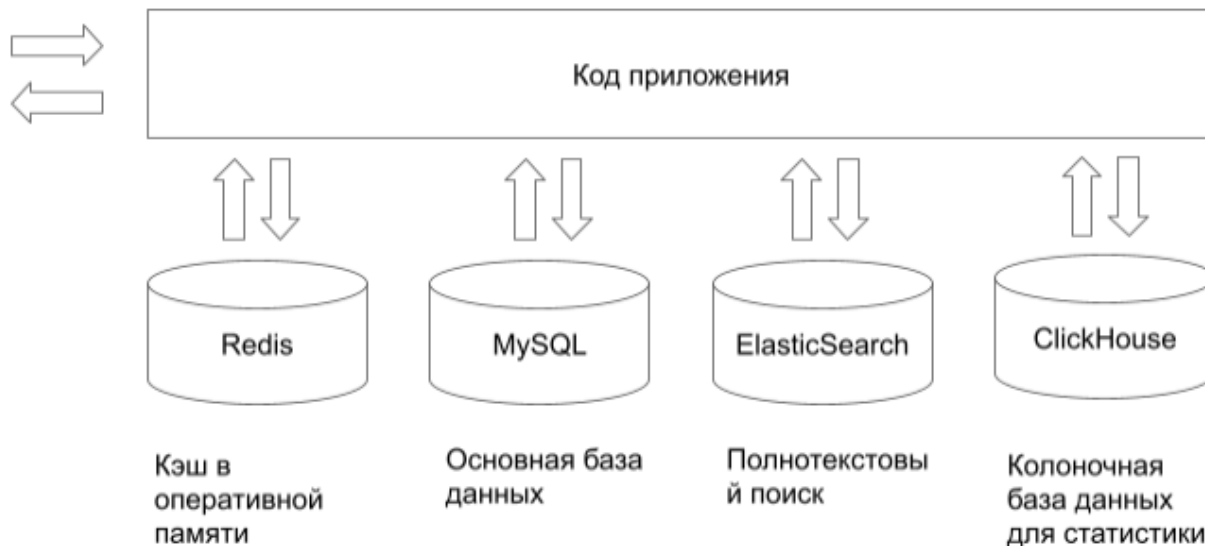 Код приложения
Redis
MySQL
ElasticSearch
ClickHouse
Кэш в
оперативной
памяти
Основная база
данных
Полнотекстовы
й поиск
Колоночная
база данных
для статистики